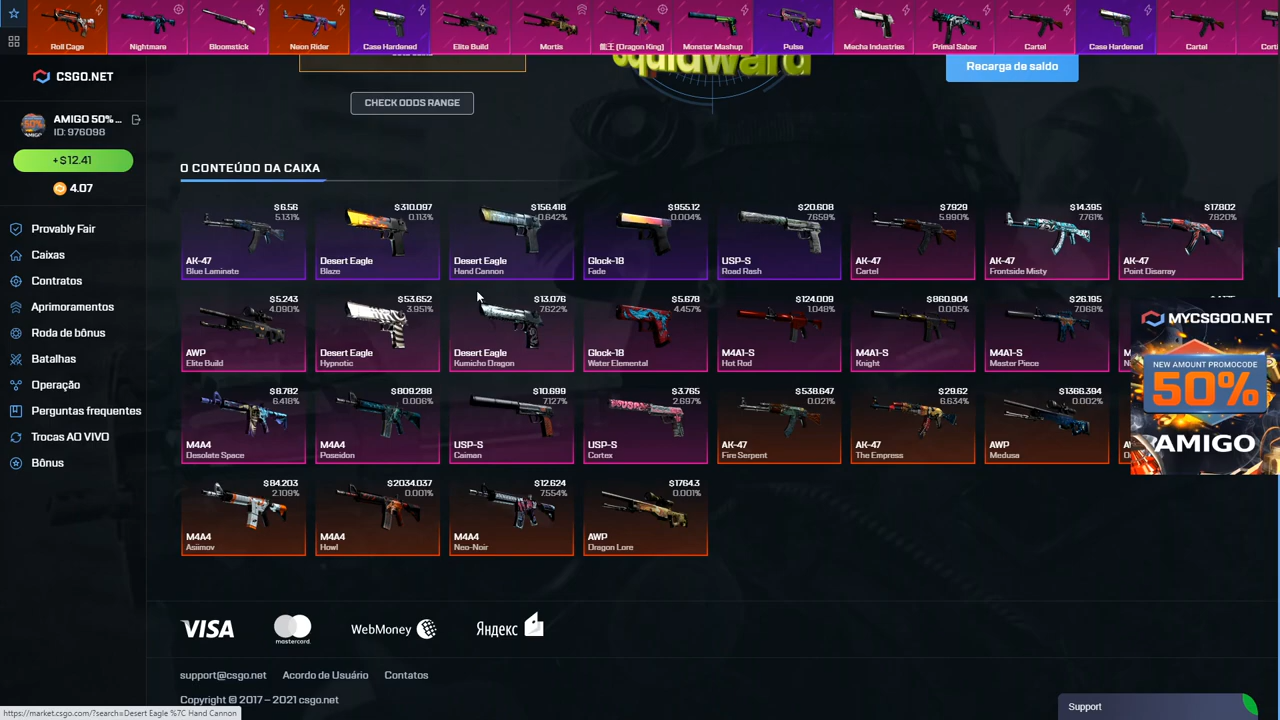 Roll Cage
Nightmare
Bloomstick
Neon Rider
Case Hardened
Elite Build
Mortis
龍王 (Dragon King)
Monster Mashup
Pulse
Mecha Industries
Primal Saber
Cartel
Case Hardened
Cartel
CSGO.NET
squidward
Recarga de saldo
CHECK ODDS RANGE
AMIGO 50% ...
ID: 976098
+$12.41
4.07
Provably Fair
Caixas
Contratos
Aprimoramentos
Roda de bônus
Batalhas
Operação
Perguntas frequentes
Trocas AO VIVO
Bônus
O CONTEÚDO DA CAIXA
$6.56
5.131%
AK-47
Blue Laminate
$310.097
0.113%
Desert Eagle
Blaze
$156.418
0.642%
Desert Eagle
Hand Cannon
$955.12
0.004%
Glock-18
Fade
$20.608
7.659%
USP-S
Road Rash
$7.929
5.990%
AK-47
Cartel
$14.395
7.761%
AK-47
Frontside Misty
$17.802
7.820%
AK-47
Point Disarray
$5.243
4.090%
AWP
Elite Build
$53.652
3.951%
Desert Eagle
Hypnotic
$13.076
7.622%
Desert Eagle
Kumicho Dragon
$5.678
4.457%
Glock-18
Water Elemental
$124.009
1.048%
M4A1-S
Hot Rod
$860.904
0.005%
M4A1-S
Knight
$26.195
7.068%
M4A1-S
Master Piece
$8.782
6.418%
M4A4
Desolate Space
$809.288
0.006%
M4A4
Poseidon
$10.699
7.127%
USP-S
Caiman
$3.765
2.697%
USP-S
Cortex
$538.647
0.021%
AK-47
Fire Serpent
$29.62
6.634%
AK-47
The Empress
$1366.394
0.002%
AWP
Medusa
$84.203
2.109%
M4A4
Asiimov
$2034.037
0.001%
M4A4
Howl
$12.624
7.554%
M4A4
Neo-Noir
$1764.3
0.001%
AWP
Dragon Lore
MYCSGOO.NET
NEW AMOUNT PROMOCODE
50%
AMIGO
VISA
mastercard.
WebMoney
Яндекс
support@csgo.net
Acordo de Usuário
Contatos
Copyright © 2017 – 2021 csgo.net
https://market.csgo.com/?search=Desert Eagle %7C Hand Cannon
Support